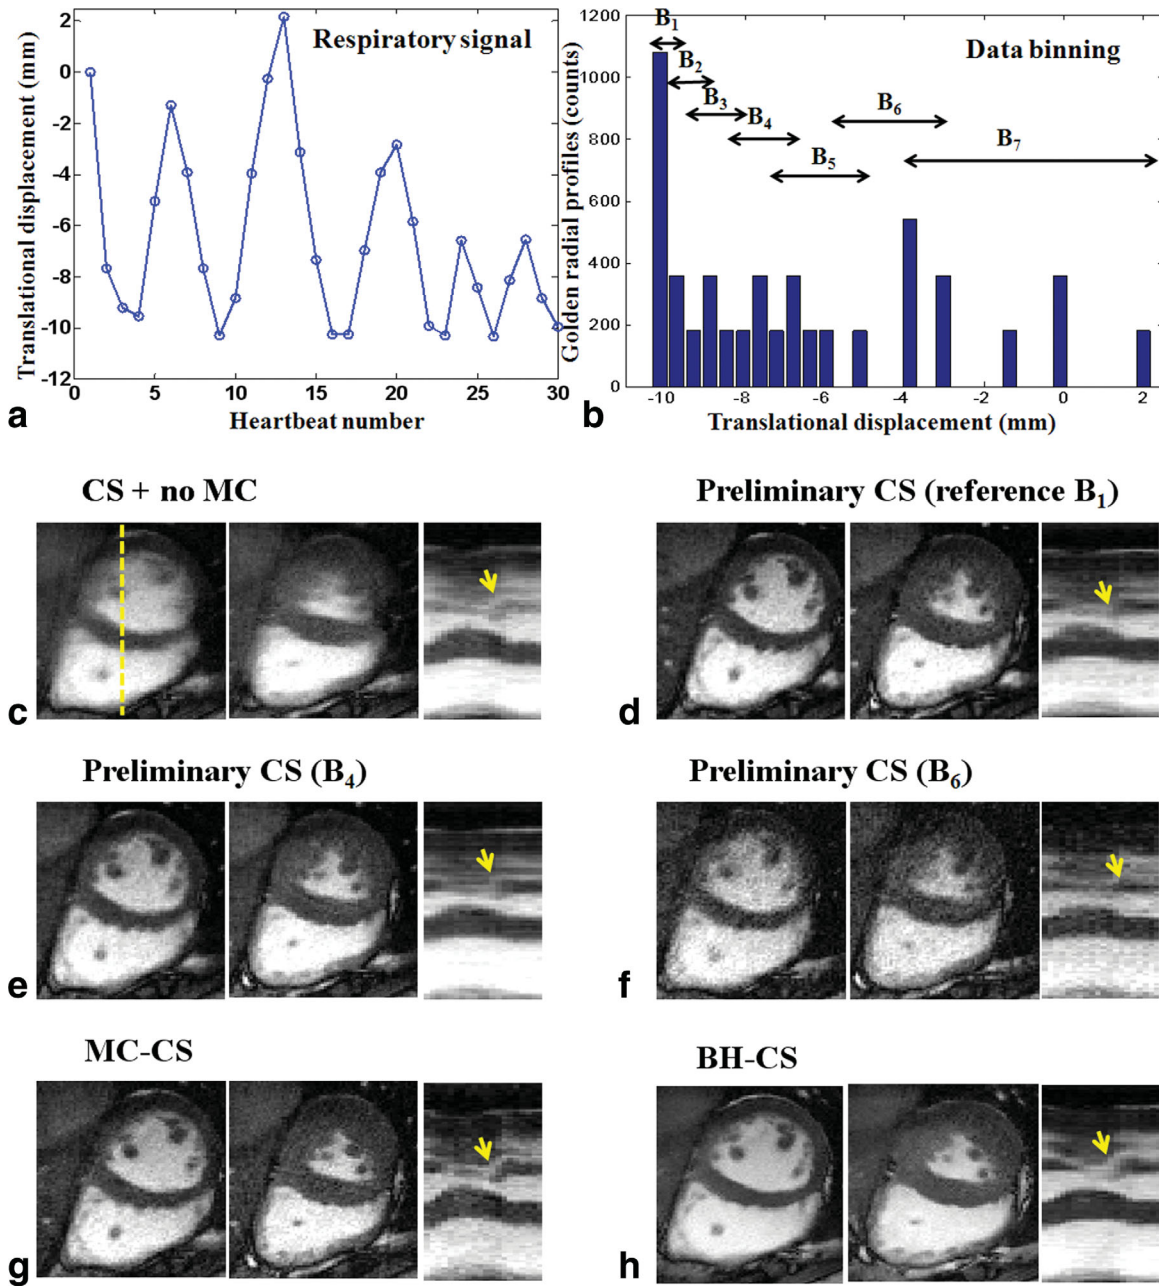 Respiratory signal
Translational displacement (mm)
2
0
-2
-4
-6
-8
-10
-12
0
5
10
15
20
25
30
Heartbeat number
a
Data binning
Golden radial profiles (counts)
1200
1000
800
600
400
200
0
B1
B2
B3
B4
B5
B6
B7
-10
-8
-6
-4
-2
0
2
Translational displacement (mm)
b
CS + no MC
c
Preliminary CS (reference B1)
d
Preliminary CS (B4)
e
Preliminary CS (B6)
f
MC-CS
g
BH-CS
h